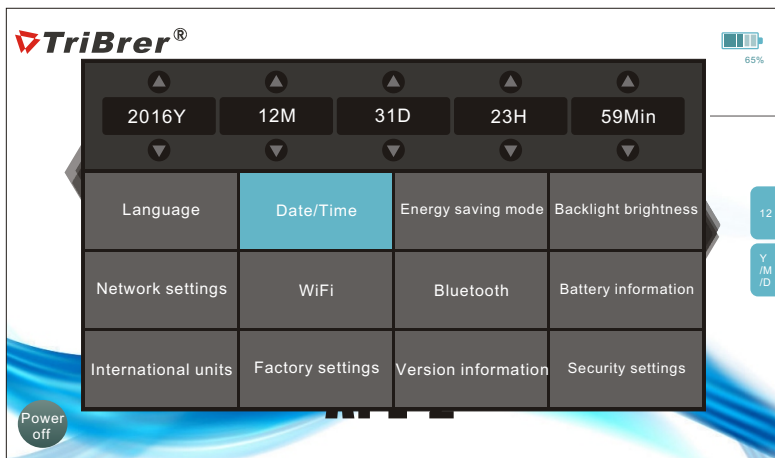 TriBrer®
65%
2016Y 12M 31D 23H 59Min
Language Date/Time Energy saving mode Backlight brightness
12
Y
/M
/D
Network settings WiFi Bluetooth Battery information
International units Factory settings Version information Security settings
Power
off